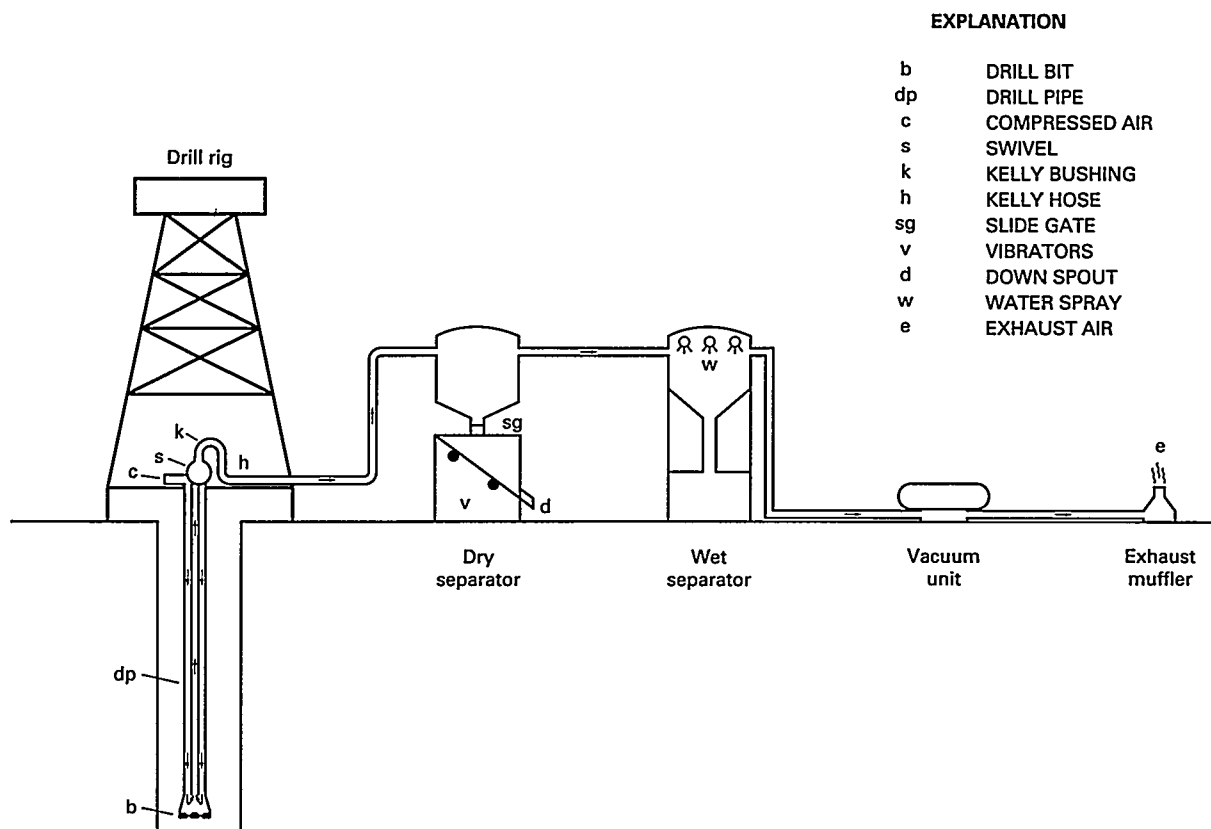 EXPLANATION
b DRILL BIT
dp DRILL PIPE
c COMPRESSED AIR
s SWIVEL
k KELLY BUSHING
h KELLY HOSE
sg SLIDE GATE
v VIBRATORS
d DOWN SPOUT
w WATER SPRAY
e EXHAUST AIR
Drill rig
w
k
sg
s
h
c
e
v
d
Dry
separator
Wet
separator
Vacuum
unit
Exhaust
muffler
dp
b